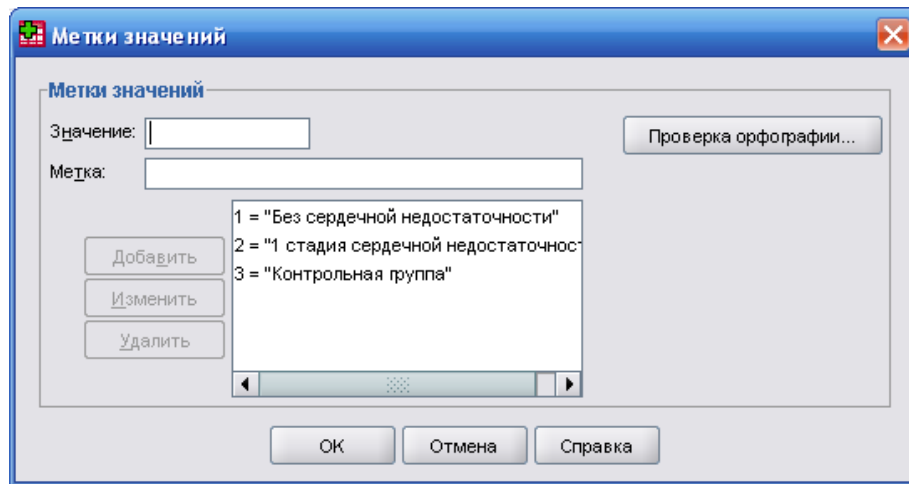 Метки значений
Метки значений
Значение:
Проверка орфографии...
Метка:
1 = "Без сердечной недостаточности"
2 = "1 стадия сердечной недостаточност
3 = "Контрольная группа"
Добавить
Изменить
Удалить
ОК Отмена Справка